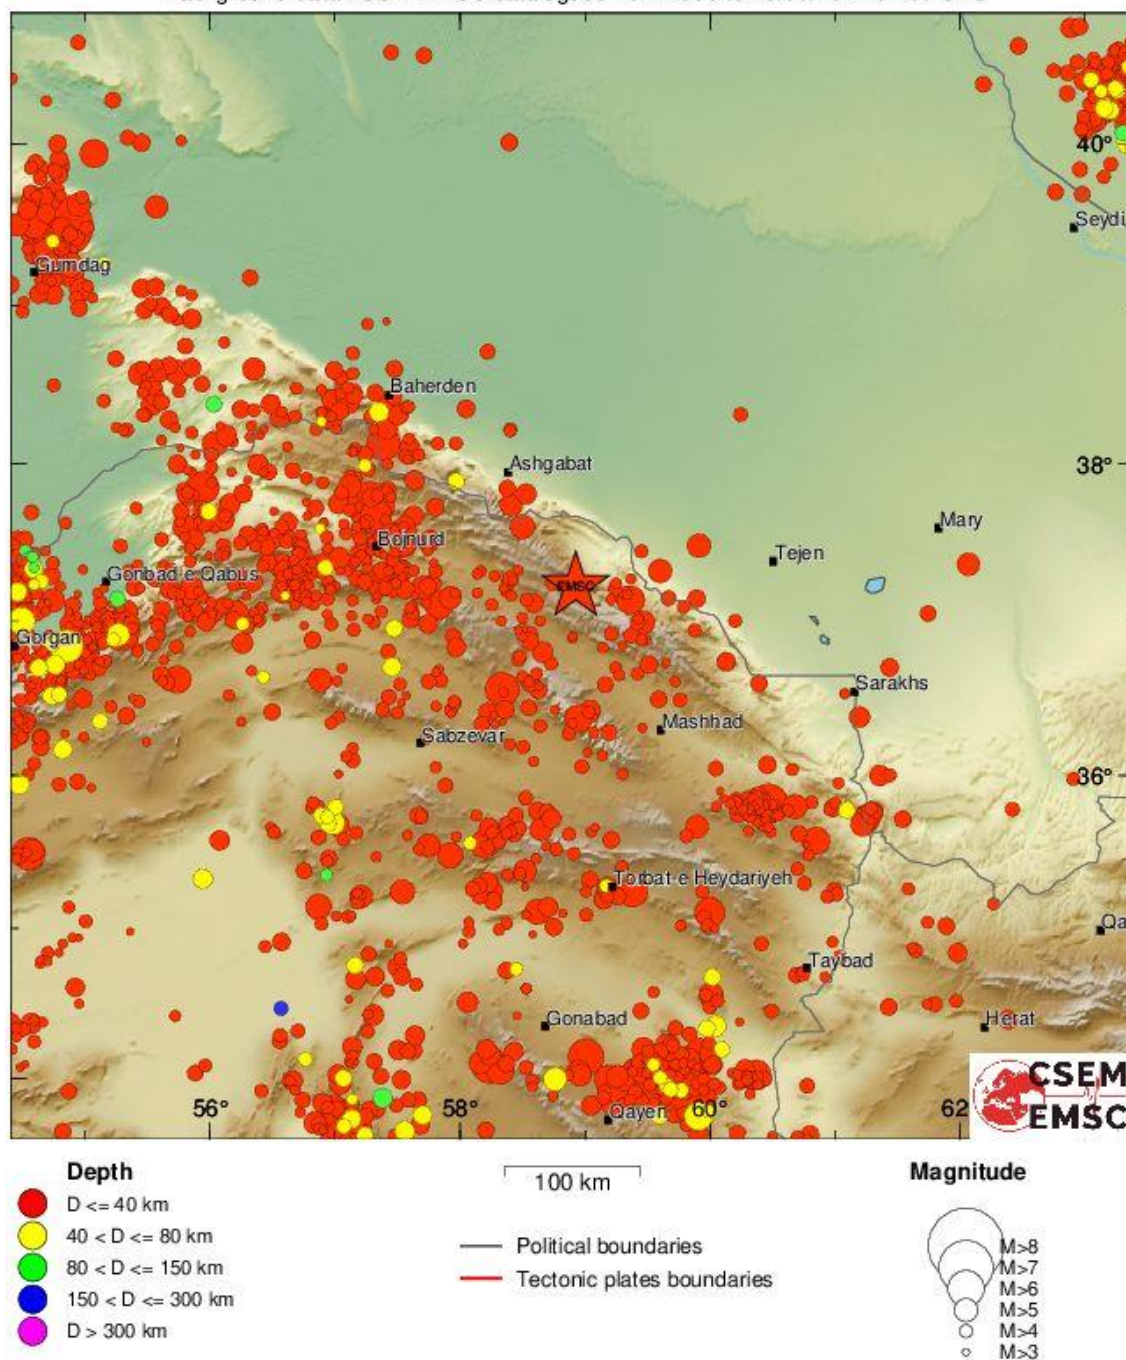 40°
Seydi
Gumdag
Baherden
Ashgabat
38°
Mary
Bojnurd
Tejen
EMSC
Gonbad-e Qabus
Gorgan
Sarakhs
Mashhad
Sabzevar
36°
Torbat-e Heydariyeh
Qa
Taybad
Gonabad
Herat
CSEM
EMSC
56°
58°
60°
62
Qayen
Depth
D <= 40 km
40 < D <= 80 km
80 < D <= 150 km
150 < D <= 300 km
D > 300 km
100 km
Political boundaries
Tectonic plates boundaries
Magnitude
M>8
M>7
M>6
M>5
M>4
M>3